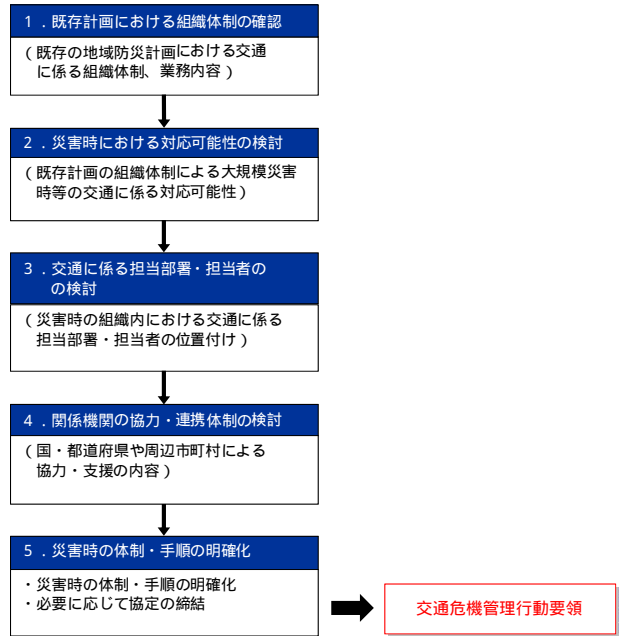 １．既存計画における組織体制の確認
（既存の地域防災計画における交通
に係る組織体制、業務内容）
２．災害時における対応可能性の検討
（既存計画の組織体制による大規模災害
時等の交通に係る対応可能性）
３．交通に係る担当部署・担当者の
の検討
（災害時の組織内における交通に係る
担当部署・担当者の位置付け）
４．関係機関の協力・連携体制の検討
（国・都道府県や周辺市町村による
協力・支援の内容）
５．災害時の体制・手順の明確化
・災害時の体制・手順の明確化
・必要に応じて協定の締結
交通危機管理行動要領